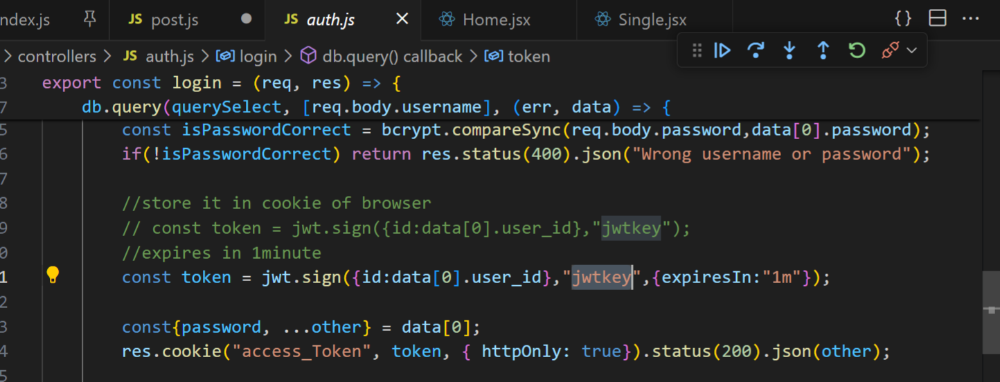 ndex.js JS post.js JS auth.js Home.jsx Single.jsx
controllers JS auth.js login db.query() callback token
3 export const login = (req, res) => {
7 db.query(querySelect, [req.body.username], (err, data) => {
5 const isPasswordCorrect = bcrypt.compareSync(req.body.password,data[0].password);
6 if(!isPasswordCorrect) return res.status(400).json("Wrong username or password");
7
8 //store it in cookie of browser
9 // const token = jwt.sign({id:data[0].user_id},"jwtkey");
0 //expires in 1minute
1 const token = jwt.sign({id:data[0].user_id},"jwtkey",{expiresIn:"1m"});
2
3 const{password, ...other} = data[0];
4 res.cookie("access_Token", token, { httpOnly: true}).status(200).json(other);
5